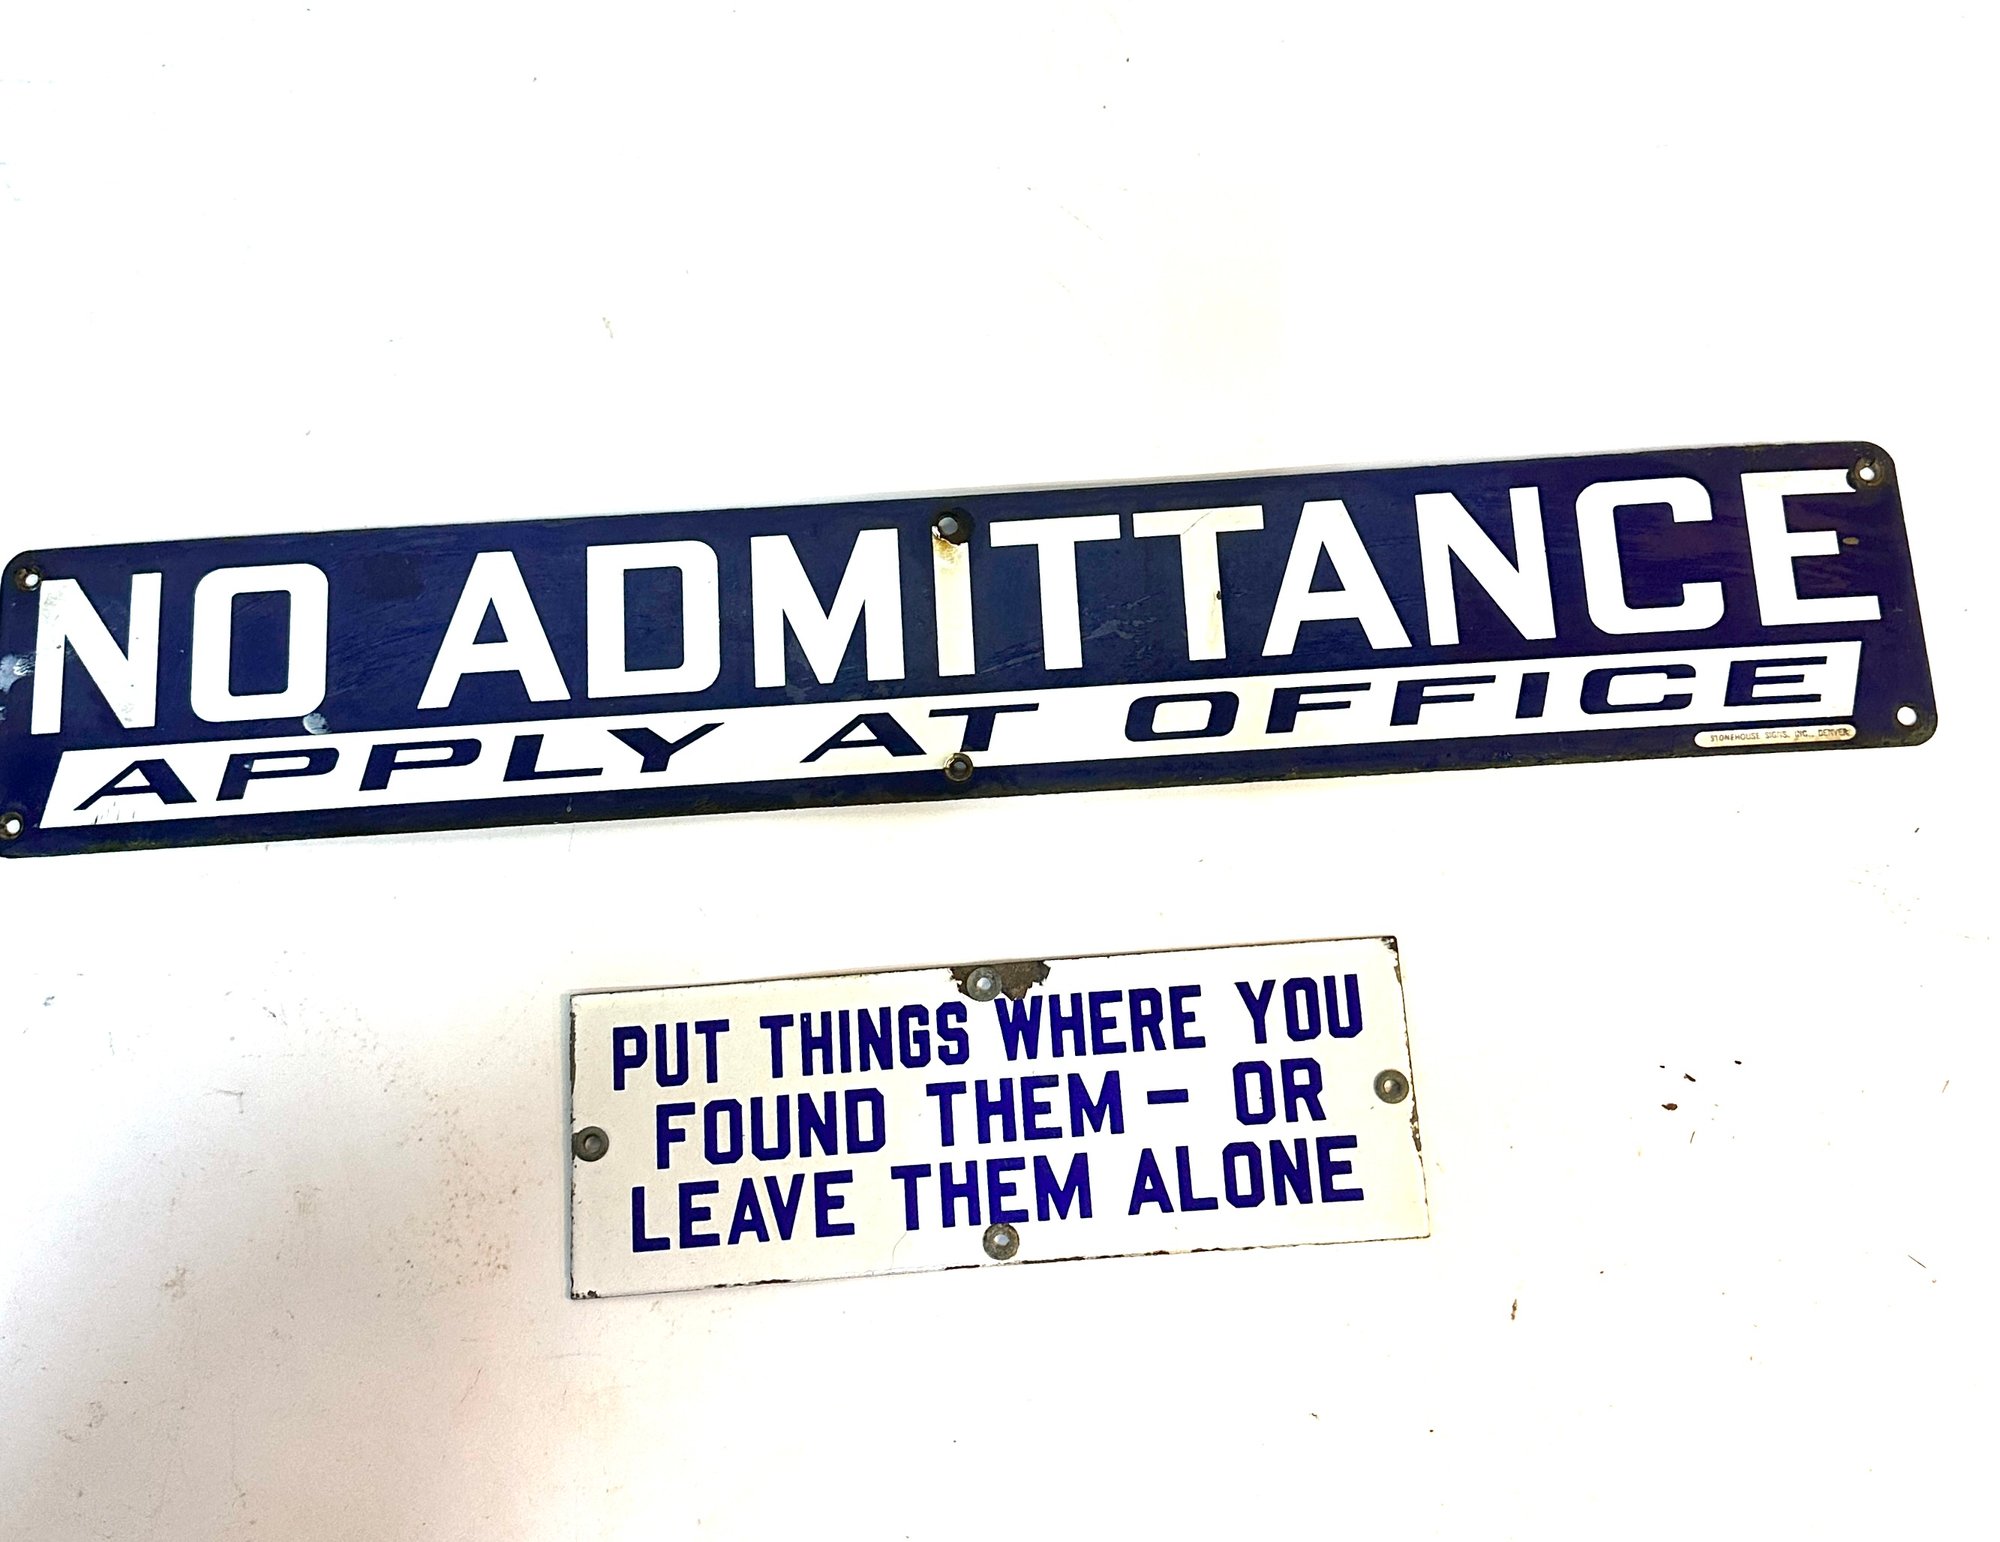 NO ADMITTANCE
APPLY AT OFFICE
STONEHOUSE SIGNS, INC., DENVER
PUT THINGS WHERE YOU
FOUND THEM – OR
LEAVE THEM ALONE